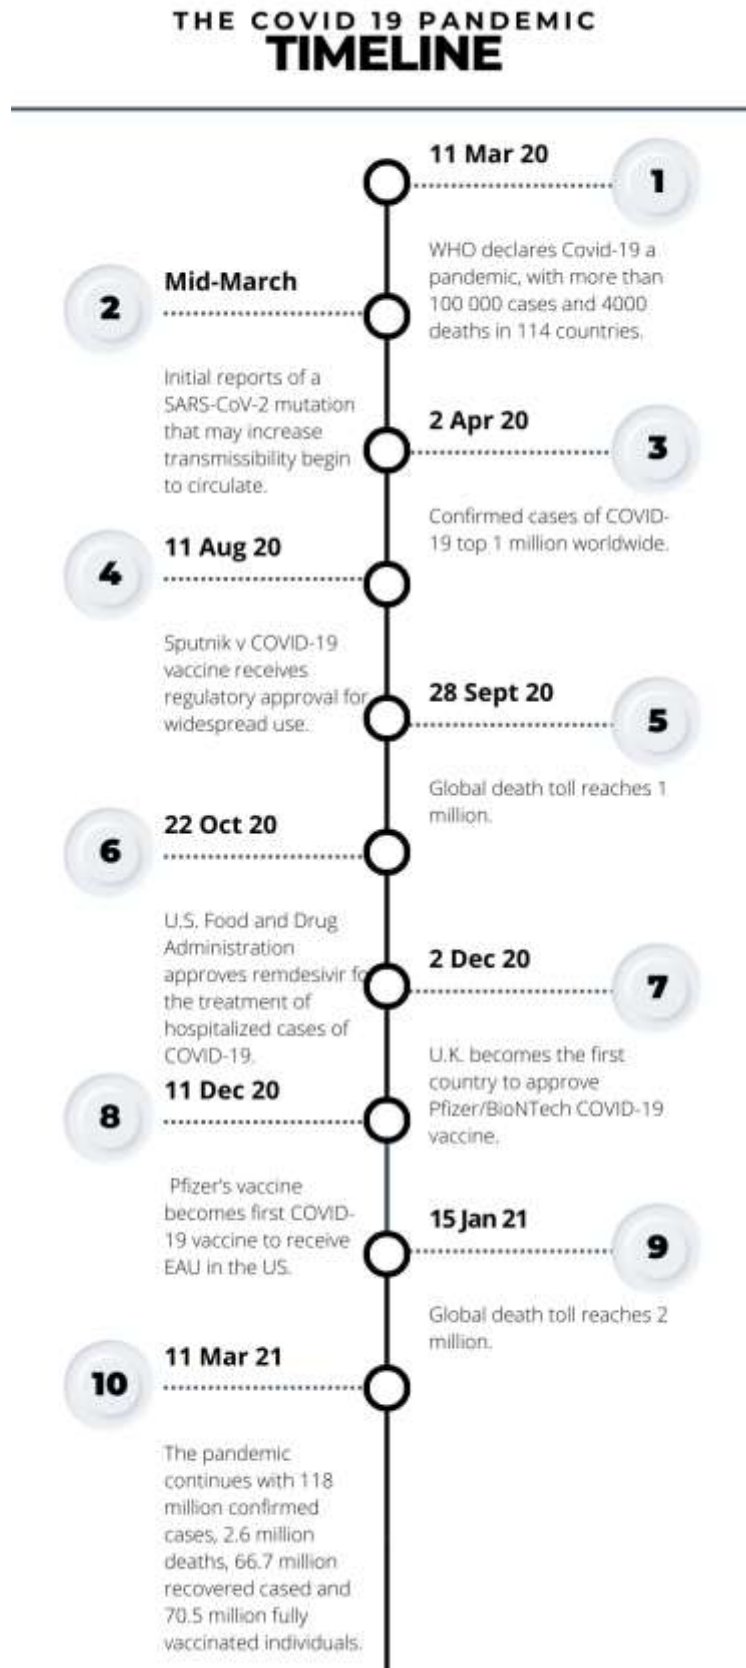 THE COVID 19 PANDEMIC
TIMELINE
11 Mar 20
1
WHO declares Covid-19 a
pandemic, with more than
100 000 cases and 4000
deaths in 114 countries.
Mid-March
2
Initial reports of a
SARS-CoV-2 mutation
that may increase
transmissibility begin
to circulate.
2 Apr 20
3
Confirmed cases of COVID-
19 top 1 million worldwide.
11 Aug 20
4
Sputnik v COVID-19
vaccine receives
regulatory approval for
widespread use.
28 Sept 20
5
Global death toll reaches 1
million.
22 Oct 20
6
U.S. Food and Drug
Administration
approves remdesivir fo
the treatment of
hospitalized cases of
COVID-19.
2 Dec 20
7
U.K. becomes the first
country to approve
Pfizer/BioNTech COVID-19
vaccine.
11 Dec 20
8
Pfizer's vaccine
becomes first COVID-
19 vaccine to receive
EAU in the US.
15 Jan 21
9
Global death toll reaches 2
million.
11 Mar 21
10
The pandemic
continues with 118
million confirmed
cases, 2.6 million
deaths, 66.7 million
recovered cased and
70.5 million fully
vaccinated individuals.